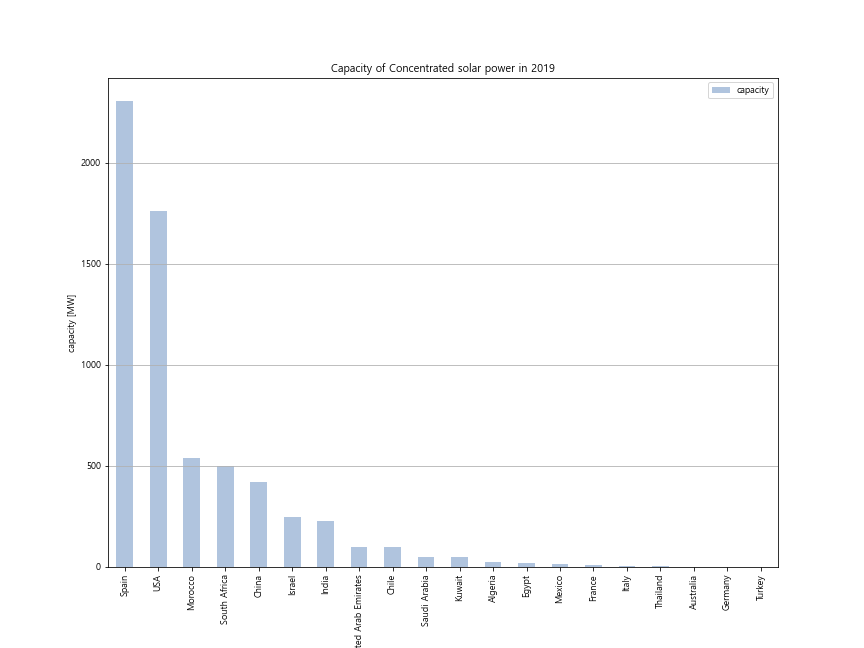 Capacity of Concentrated solar power in 2019
capacity
2000
1500
1000
500
0
capacity [MW]
Spain
USA
Morocco
South Africa
China
Israel
India
ted Arab Emirates
Chile
Saudi Arabia
Kuwait
Algeria
Egypt
Mexico
France
Italy
Thailand
Australia
Germany
Turkey